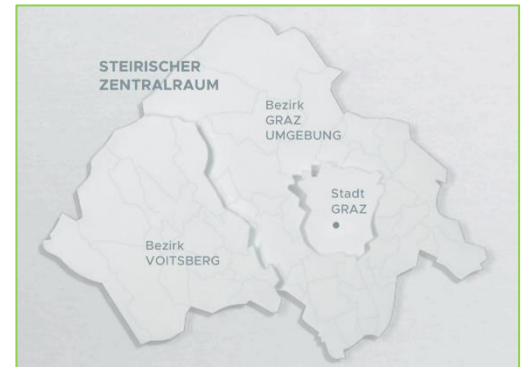 STEIRISCHER
ZENTRALRAUM
Bezirk
GRAZ
UMGEBUNG
Stadt
GRAZ
Bezirk
VOITSBERG